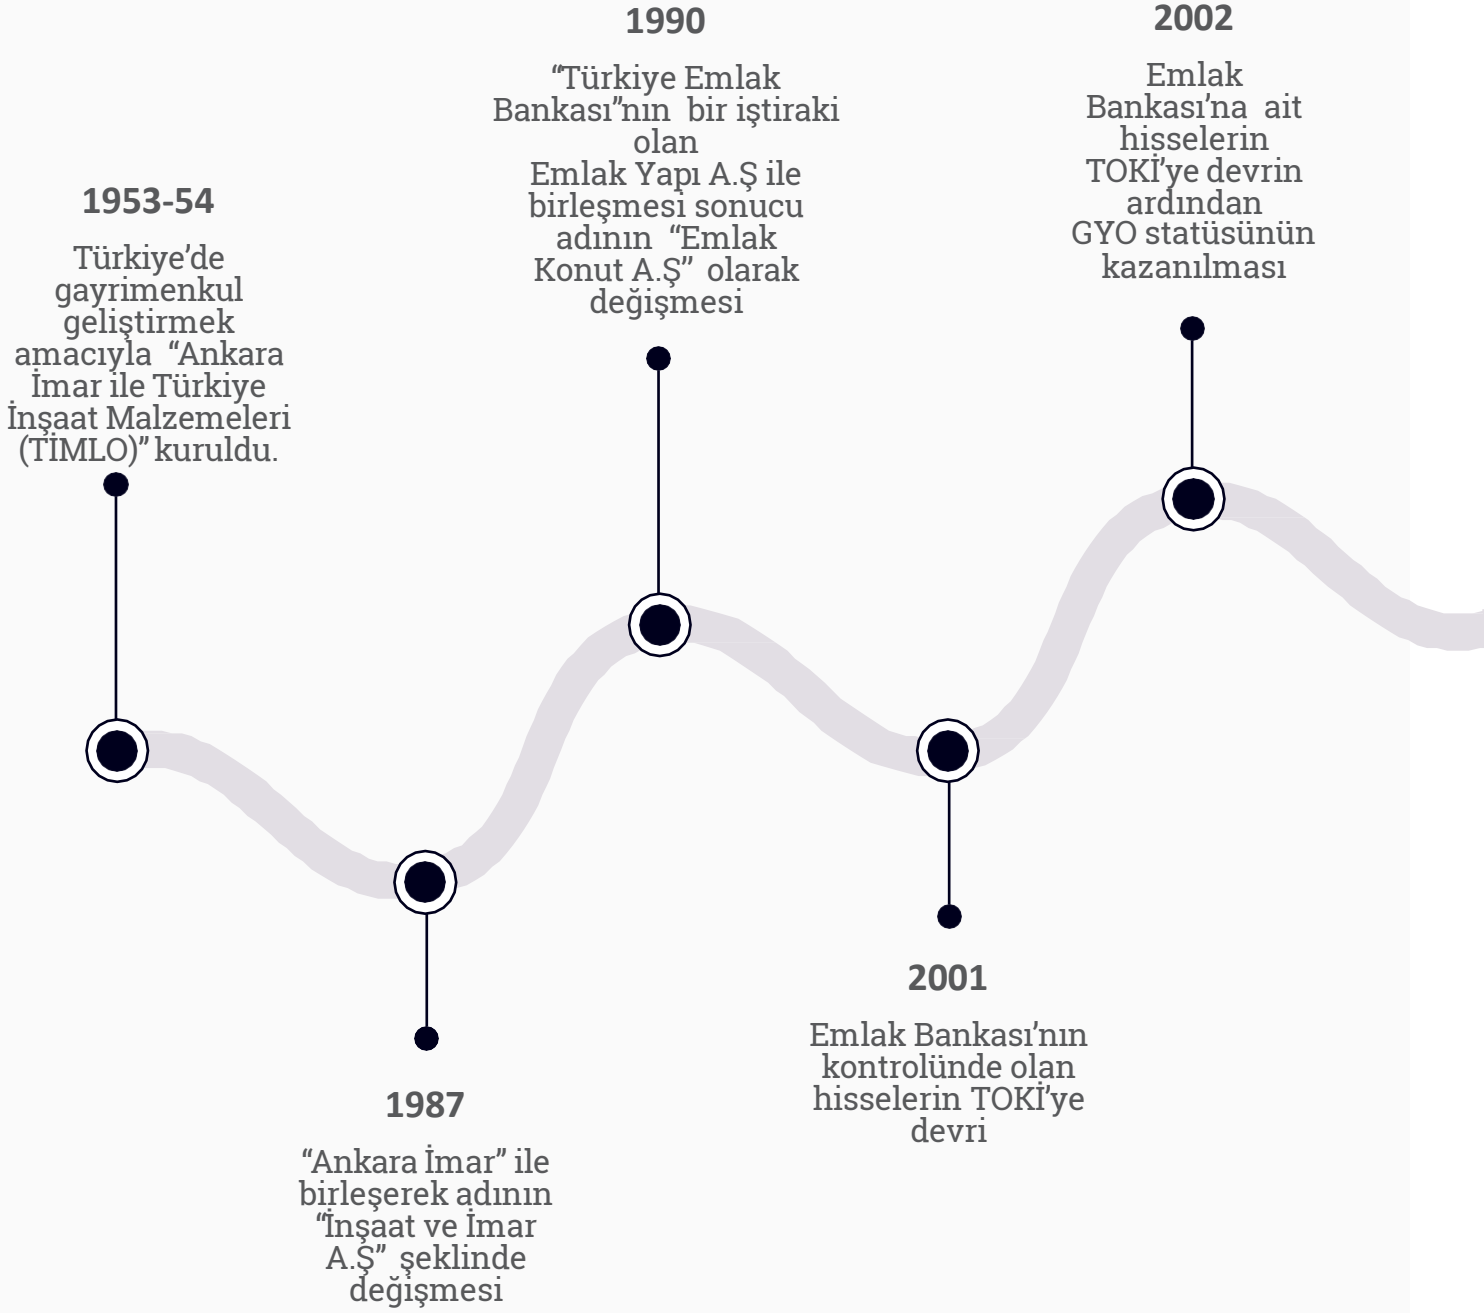 1953-54
Türkiye’de
gayrimenkul
geliştirmek
amacıyla “Ankara
İmar ile Türkiye
İnşaat Malzemeleri
(TİMLO)” kuruldu.
1987
“Ankara İmar” ile
birleşerek adının
“İnşaat ve İmar
A.Ş” şeklinde
değişmesi
1990
“Türkiye Emlak
Bankası”nın bir iştiraki
olan
Emlak Yapı A.Ş ile
birleşmesi sonucu
adının “Emlak
Konut A.Ş” olarak
değişmesi
2001
Emlak Bankası’nın
kontrolünde olan
hisselerin TOKİ’ye
devri
2002
Emlak
Bankası’na ait
hisselerin
TOKİ’ye devrin
ardından
GYO statüsünün
kazanılması